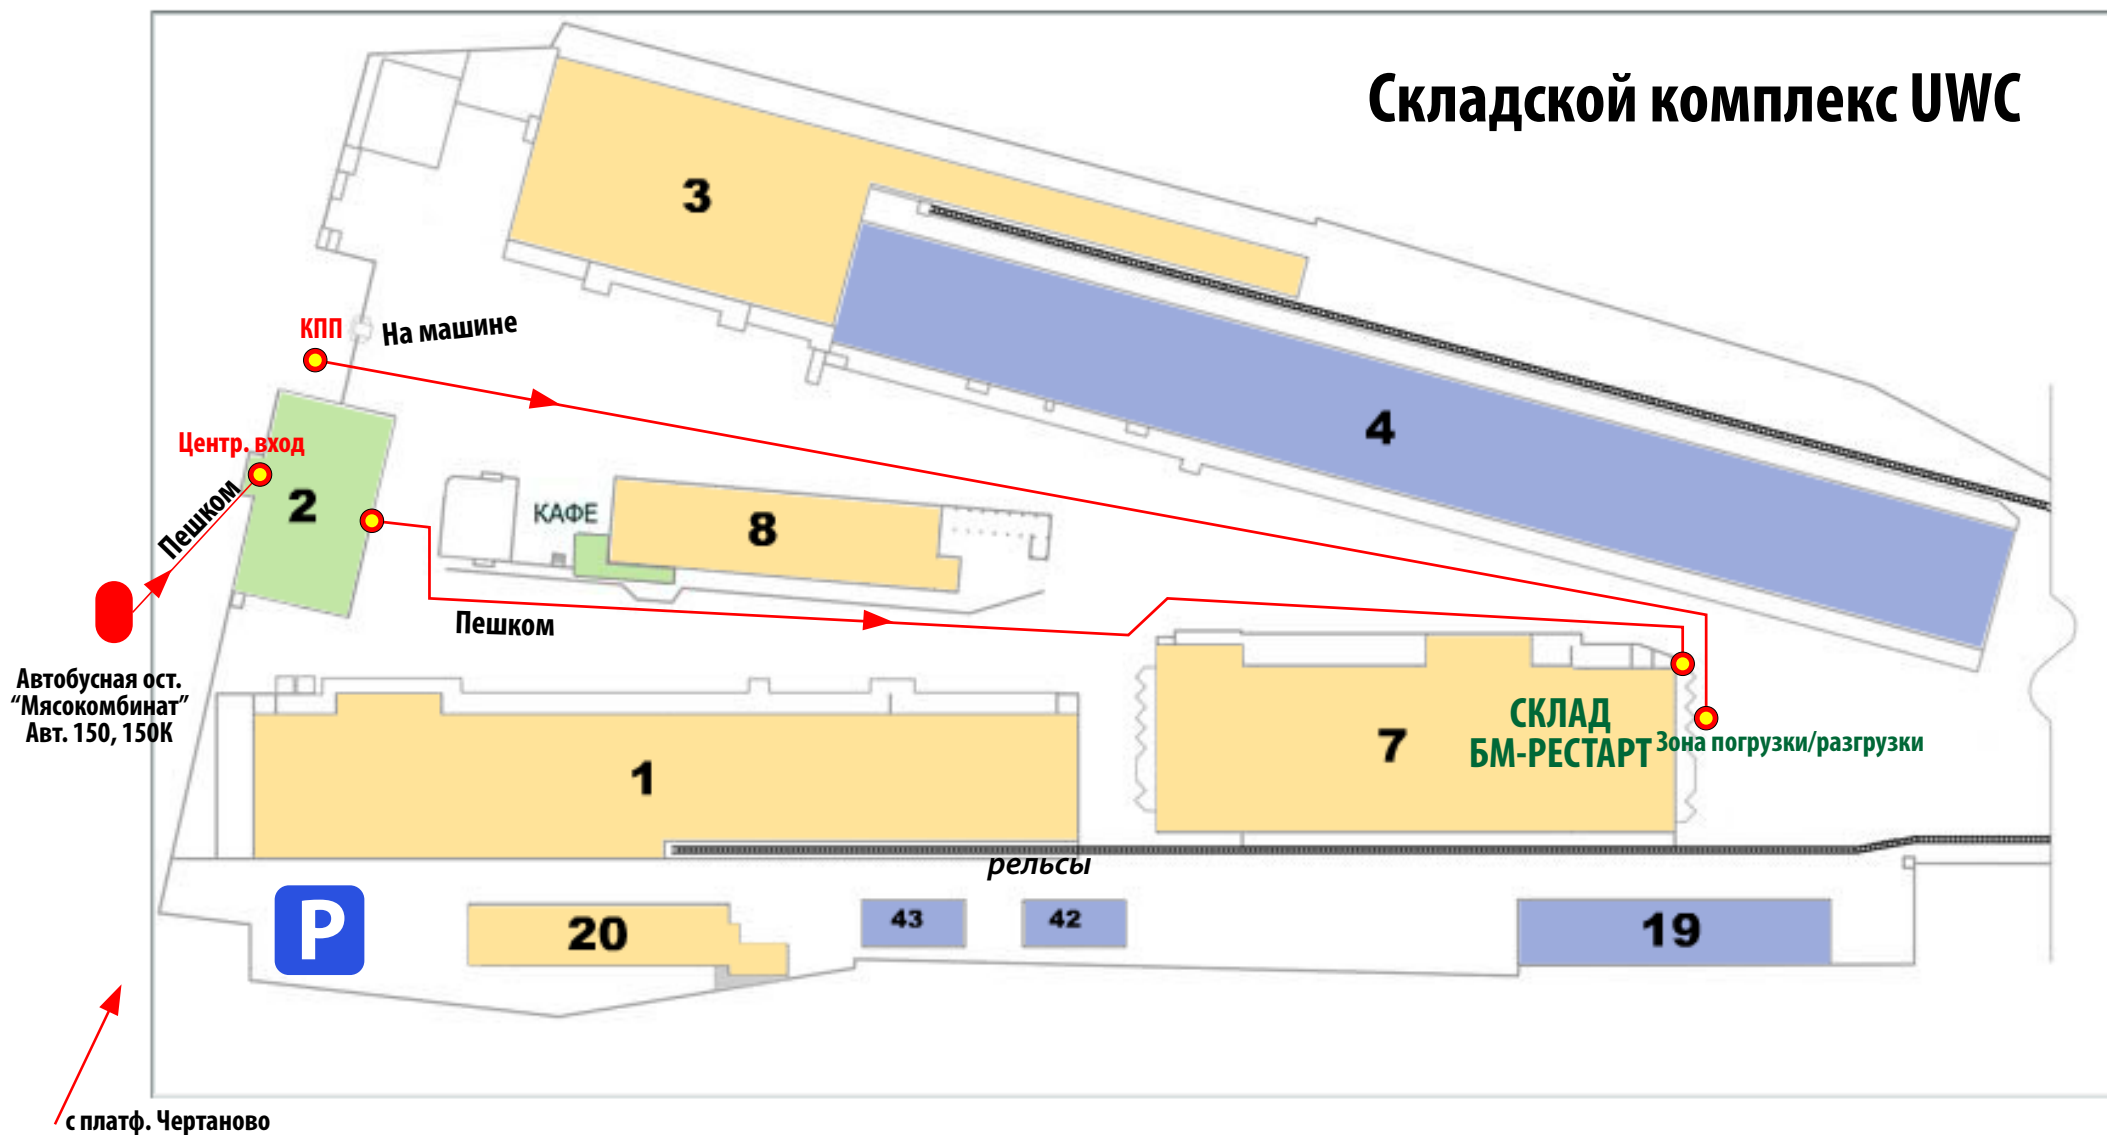 Складской комплекс UWC
3
КПП
На машине
4
Центр. вход
2
Пешком
КАФЕ
8
Пешком
Автобусная ост.
“Мясокомбинат”
Авт. 150, 150К
1
7
СКЛАД
БМ-РЕСТАРТ
Зона погрузки/разгрузки
рельсы
P
20
43
42
19
с платф. Чертаново